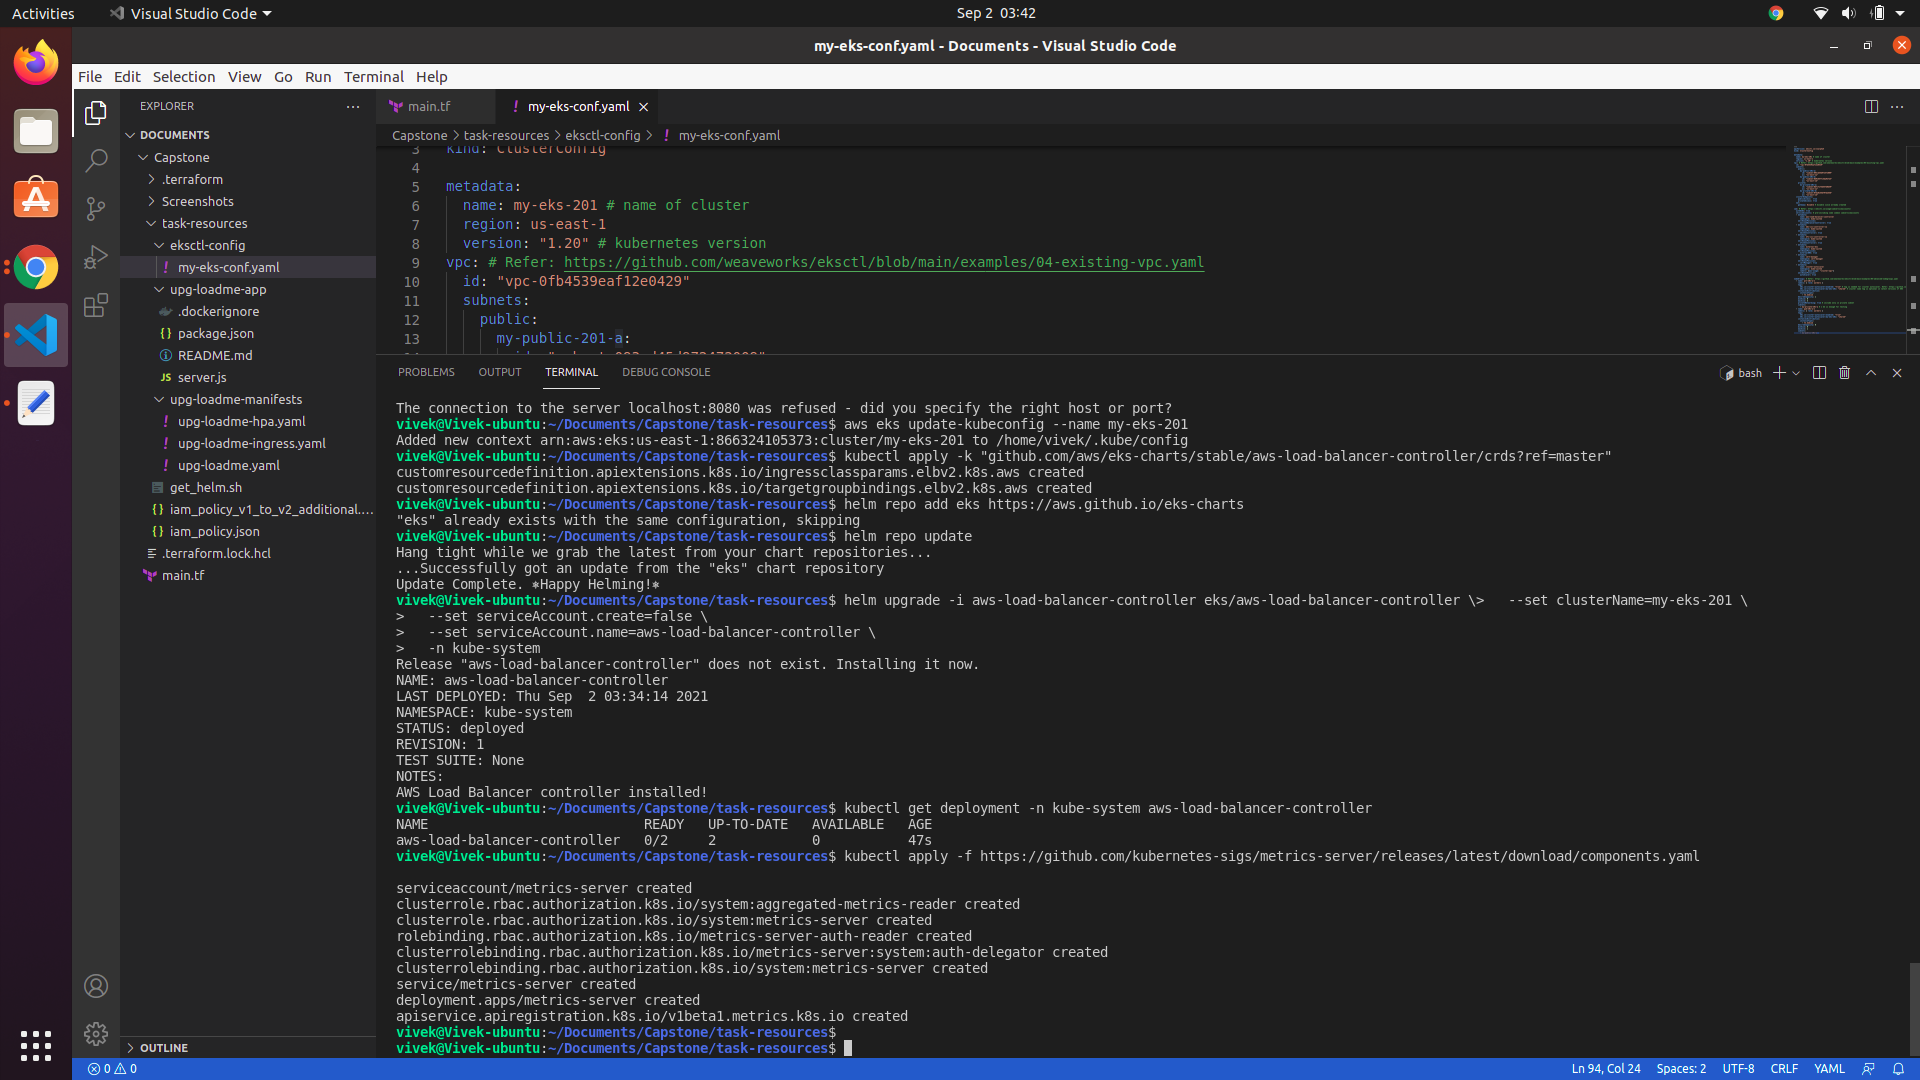 Activities
Visual Studio Code
Sep 2 03:42
my-eks-conf.yaml - Documents - Visual Studio Code
File Edit Selection View Go Run Terminal Help
EXPLORER
DOCUMENTS
Capstone
.terraform
Screenshots
task-resources
eksctl-config
! my-eks-conf.yaml
upg-loadme-app
.dockerignore
{} package.json
README.md
JS server.js
upg-loadme-manifests
! upg-loadme-hpa.yaml
! upg-loadme-ingress.yaml
! upg-loadme.yaml
get_helm.sh
{} iam_policy_v1_to_v2_additional....
{} iam_policy.json
.terraform.lock.hcl
main.tf
OUTLINE
main.tf
! my-eks-conf.yaml
Capstone > task-resources > eksctl-config > ! my-eks-conf.yaml
3 kind: ClusterConfig
4
5 metadata:
6 name: my-eks-201 # name of cluster
7 region: us-east-1
8 version: "1.20" # kubernetes version
9 vpc: # Refer: https://github.com/weaveworks/eksctl/blob/main/examples/04-existing-vpc.yaml
10 id: "vpc-0fb4539eaf12e0429"
11 subnets:
12 public:
13 my-public-201-a:
PROBLEMS OUTPUT TERMINAL DEBUG CONSOLE
bash
The connection to the server localhost:8080 was refused - did you specify the right host or port?
vivek@Vivek-ubuntu:~/Documents/Capstone/task-resources$ aws eks update-kubeconfig --name my-eks-201
Added new context arn:aws:eks:us-east-1:866324105373:cluster/my-eks-201 to /home/vivek/.kube/config
vivek@Vivek-ubuntu:~/Documents/Capstone/task-resources$ kubectl apply -k "github.com/aws/eks-charts/stable/aws-load-balancer-controller/crds?ref=master"
customresourcedefinition.apiextensions.k8s.io/ingressclassparams.elbv2.k8s.aws created
customresourcedefinition.apiextensions.k8s.io/targetgroupbindings.elbv2.k8s.aws created
vivek@Vivek-ubuntu:~/Documents/Capstone/task-resources$ helm repo add eks https://aws.github.io/eks-charts
"eks" already exists with the same configuration, skipping
vivek@Vivek-ubuntu:~/Documents/Capstone/task-resources$ helm repo update
Hang tight while we grab the latest from your chart repositories...
...Successfully got an update from the "eks" chart repository
Update Complete. ⎈Happy Helming!⎈
vivek@Vivek-ubuntu:~/Documents/Capstone/task-resources$ helm upgrade -i aws-load-balancer-controller eks/aws-load-balancer-controller \>   --set clusterName=my-eks-201 \
>   --set serviceAccount.create=false \
>   --set serviceAccount.name=aws-load-balancer-controller \
>   -n kube-system
Release "aws-load-balancer-controller" does not exist. Installing it now.
NAME: aws-load-balancer-controller
LAST DEPLOYED: Thu Sep  2 03:34:14 2021
NAMESPACE: kube-system
STATUS: deployed
REVISION: 1
TEST SUITE: None
NOTES:
AWS Load Balancer controller installed!
vivek@Vivek-ubuntu:~/Documents/Capstone/task-resources$ kubectl get deployment -n kube-system aws-load-balancer-controller
NAME READY UP-TO-DATE AVAILABLE AGE
aws-load-balancer-controller 0/2 2 0 47s
vivek@Vivek-ubuntu:~/Documents/Capstone/task-resources$ kubectl apply -f https://github.com/kubernetes-sigs/metrics-server/releases/latest/download/components.yaml
serviceaccount/metrics-server created
clusterrole.rbac.authorization.k8s.io/system:aggregated-metrics-reader created
clusterrole.rbac.authorization.k8s.io/system:metrics-server created
rolebinding.rbac.authorization.k8s.io/metrics-server-auth-reader created
clusterrolebinding.rbac.authorization.k8s.io/metrics-server:system:auth-delegator created
clusterrolebinding.rbac.authorization.k8s.io/system:metrics-server created
service/metrics-server created
deployment.apps/metrics-server created
apiservice.apiregistration.k8s.io/v1beta1.metrics.k8s.io created
vivek@Vivek-ubuntu:~/Documents/Capstone/task-resources$
vivek@Vivek-ubuntu:~/Documents/Capstone/task-resources$
0 0
Ln 94, Col 24 Spaces: 2 UTF-8 CRLF YAML